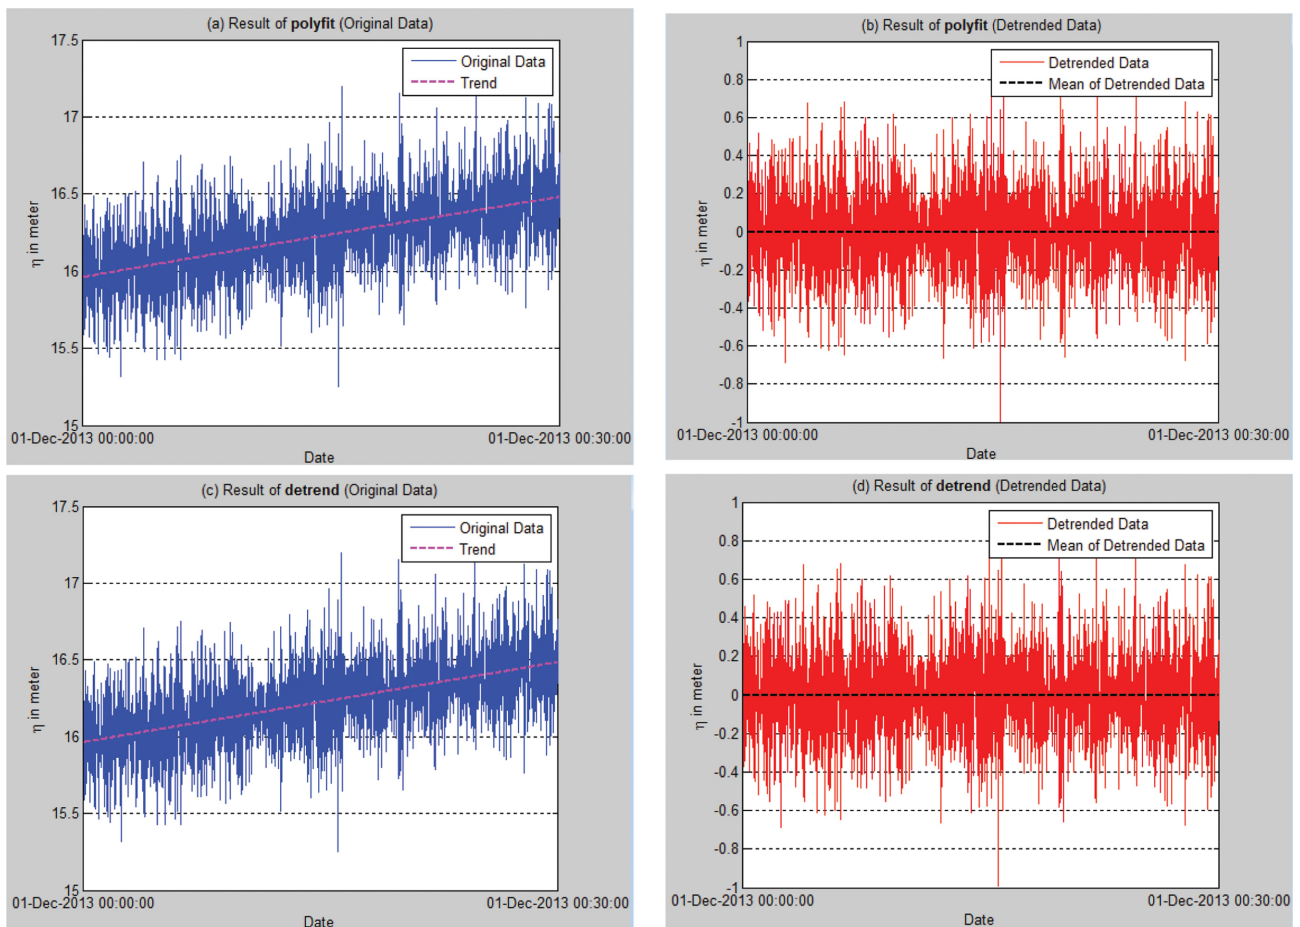 (a) Result of polyfit (Original Data)
17.5
17
16.5
16
15.5
15
η in meter
Original Data
Trend
01-Dec-2013 00:00:00
01-Dec-2013 00:30:00
Date
(b) Result of polyfit (Detrended Data)
1
0.8
0.6
0.4
0.2
0
-0.2
-0.4
-0.6
-0.8
-1
η in meter
Detrended Data
Mean of Detrended Data
01-Dec-2013 00:00:00
01-Dec-2013 00:30:00
Date
(c) Result of detrend (Original Data)
17.5
17
16.5
16
15.5
15
η in meter
Original Data
Trend
01-Dec-2013 00:00:00
01-Dec-2013 00:30:00
Date
(d) Result of detrend (Detrended Data)
1
0.8
0.6
0.4
0.2
0
-0.2
-0.4
-0.6
-0.8
-1
η in meter
Detrended Data
Mean of Detrended Data
01-Dec-2013 00:00:00
01-Dec-2013 00:30:00
Date